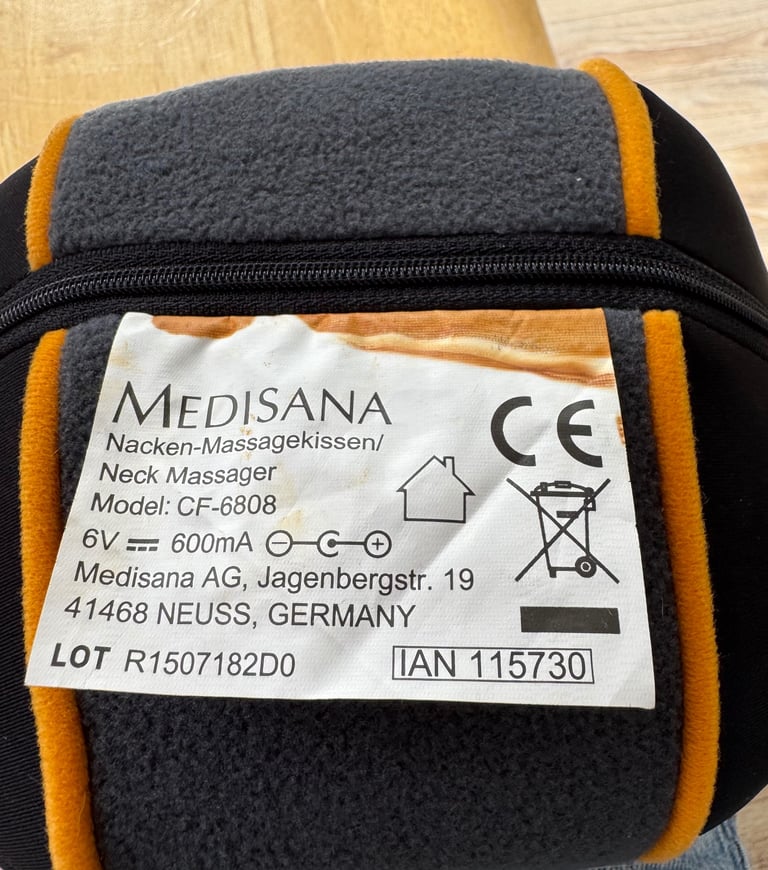 MEDISANA
Nacken-Massagekissen/
Neck Massager
Model: CF-6808
6V 600mA
Medisana AG, Jagenbergstr. 19
41468 NEUSS, GERMANY
LOT R1507182D0
IAN 115730
CE